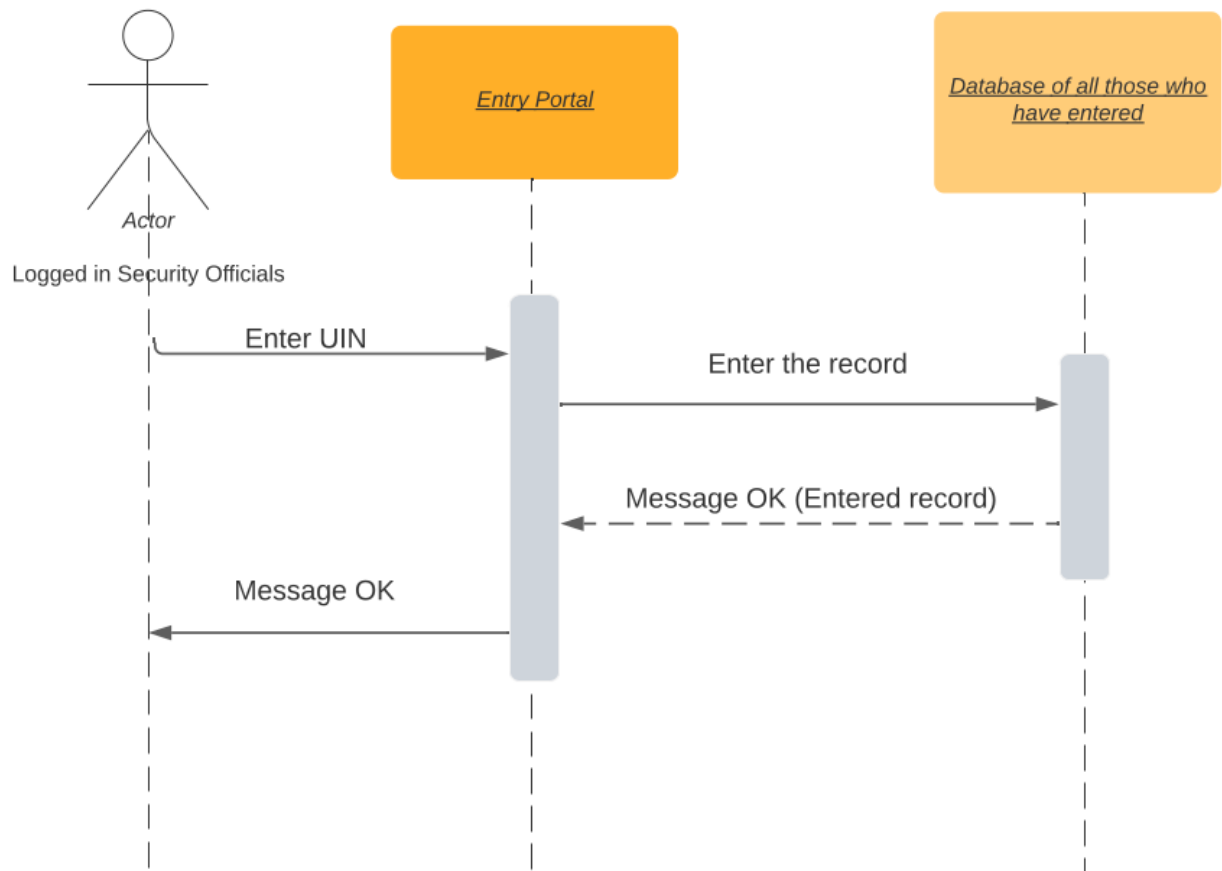 Entry Portal
Database of all those who
have entered
Actor
Logged in Security Officials
Enter UIN
Enter the record
Message OK (Entered record)
Message OK